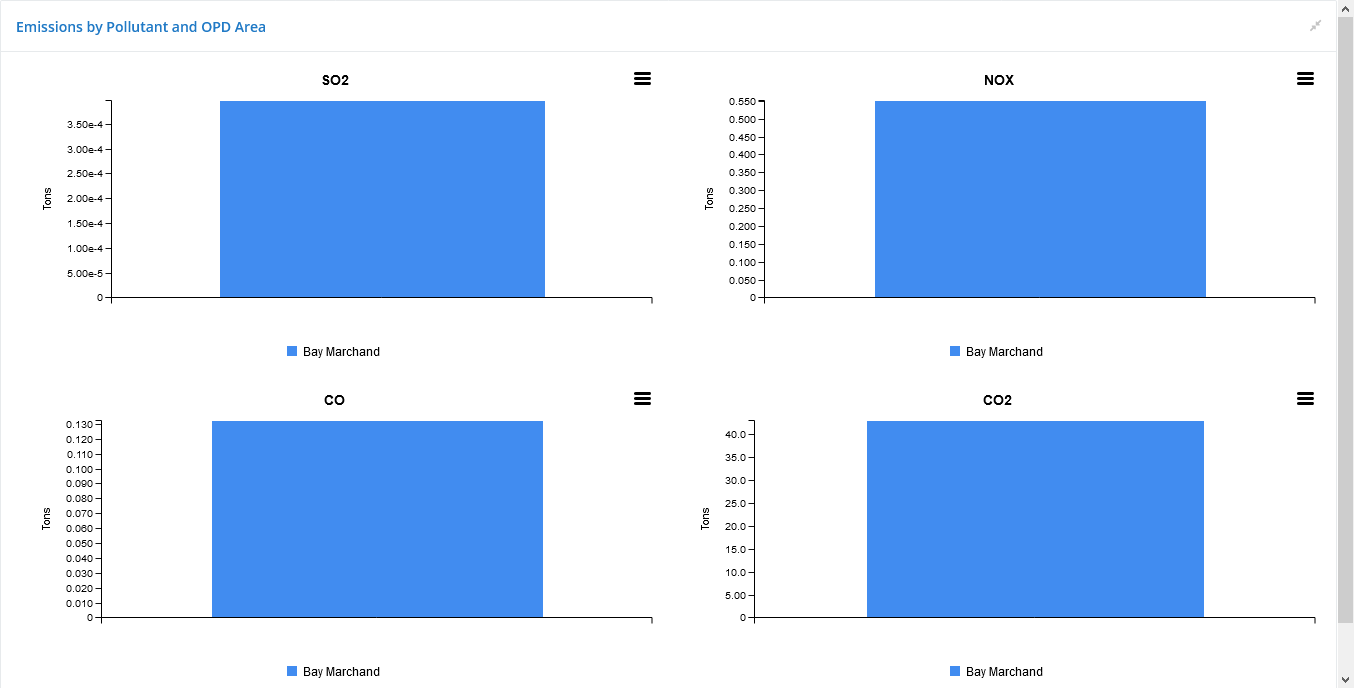 Emissions by Pollutant and OPD Area
SO2
3.50e-4
3.00e-4
2.50e-4
2.00e-4
1.50e-4
1.00e-4
5.00e-5
0
Tons
Bay Marchand
NOX
0.550
0.500
0.450
0.400
0.350
0.300
0.250
0.200
0.150
0.100
0.050
0
Tons
Bay Marchand
CO
0.130
0.120
0.110
0.100
0.090
0.080
0.070
0.060
0.050
0.040
0.030
0.020
0.010
0
Tons
Bay Marchand
CO2
40.0
35.0
30.0
25.0
20.0
15.0
10.0
5.00
0
Tons
Bay Marchand